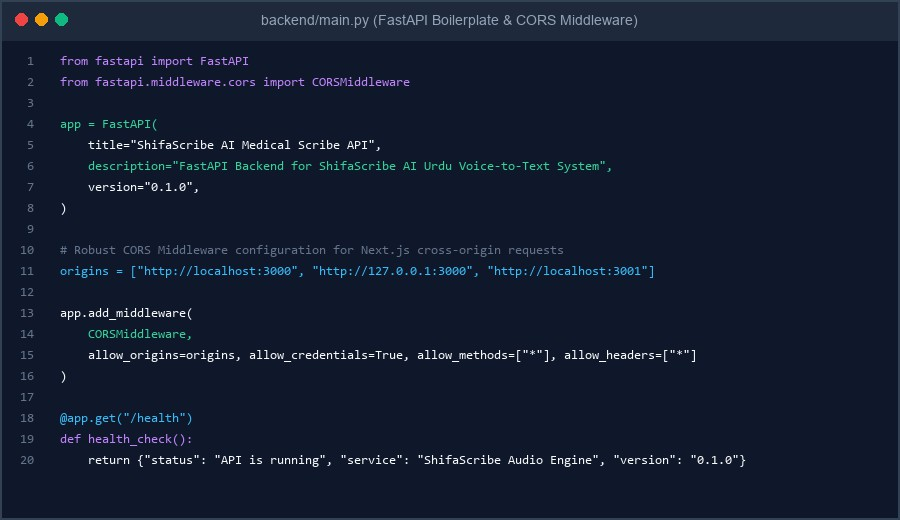 backend/main.py (FastAPI Boilerplate & CORS Middleware)
1 from fastapi import FastAPI
2 from fastapi.middleware.cors import CORSMiddleware
3
4 app = FastAPI(
5     title="ShifaScribe AI Medical Scribe API",
6     description="FastAPI Backend for ShifaScribe AI Urdu Voice-to-Text System",
7     version="0.1.0",
8 )
9
10 # Robust CORS Middleware configuration for Next.js cross-origin requests
11 origins = ["http://localhost:3000", "http://127.0.0.1:3000", "http://localhost:3001"]
12
13 app.add_middleware(
14     CORSMiddleware,
15     allow_origins=origins, allow_credentials=True, allow_methods=["*"], allow_headers=["*"]
16 )
17
18 @app.get("/health")
19 def health_check():
20     return {"status": "API is running", "service": "ShifaScribe Audio Engine", "version": "0.1.0"}